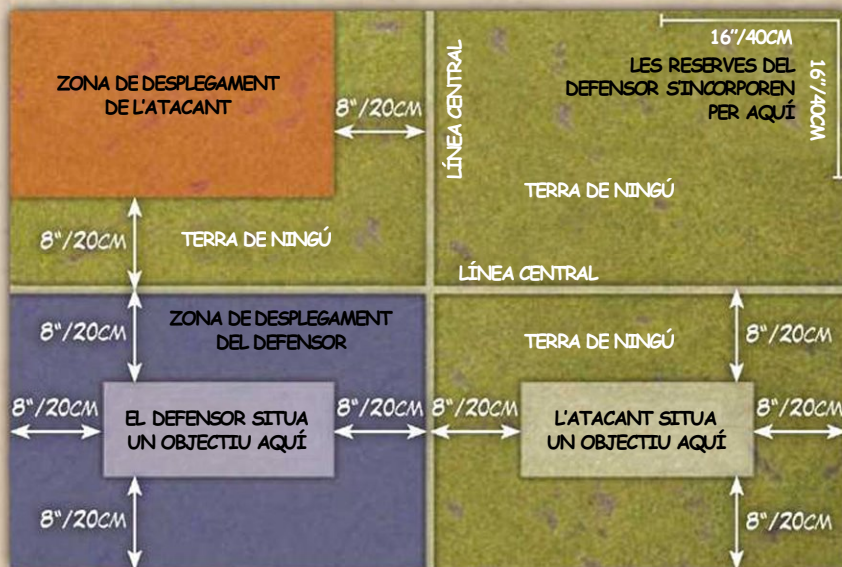 ZONA DE DESPLEGAMENT
DE L'ATACANT
8"/20CM
8"/20CM
TERRA DE NINGÚ
LÍNEA CENTRAL
16"/40CM
16"/40CM
LES RESERVES DEL
DEFENSOR S'INCORPOREN
PER AQUÍ
TERRA DE NINGÚ
LÍNEA CENTRAL
ZONA DE DESPLEGAMENT
DEL DEFENSOR
8"/20CM
8"/20CM
EL DEFENSOR SITUA
UN OBJECTIU AQUÍ
8"/20CM
8"/20CM
TERRA DE NINGÚ
8"/20CM
8"/20CM
L'ATACANT SITUA
UN OBJECTIU AQUÍ
8"/20CM
8"/20CM